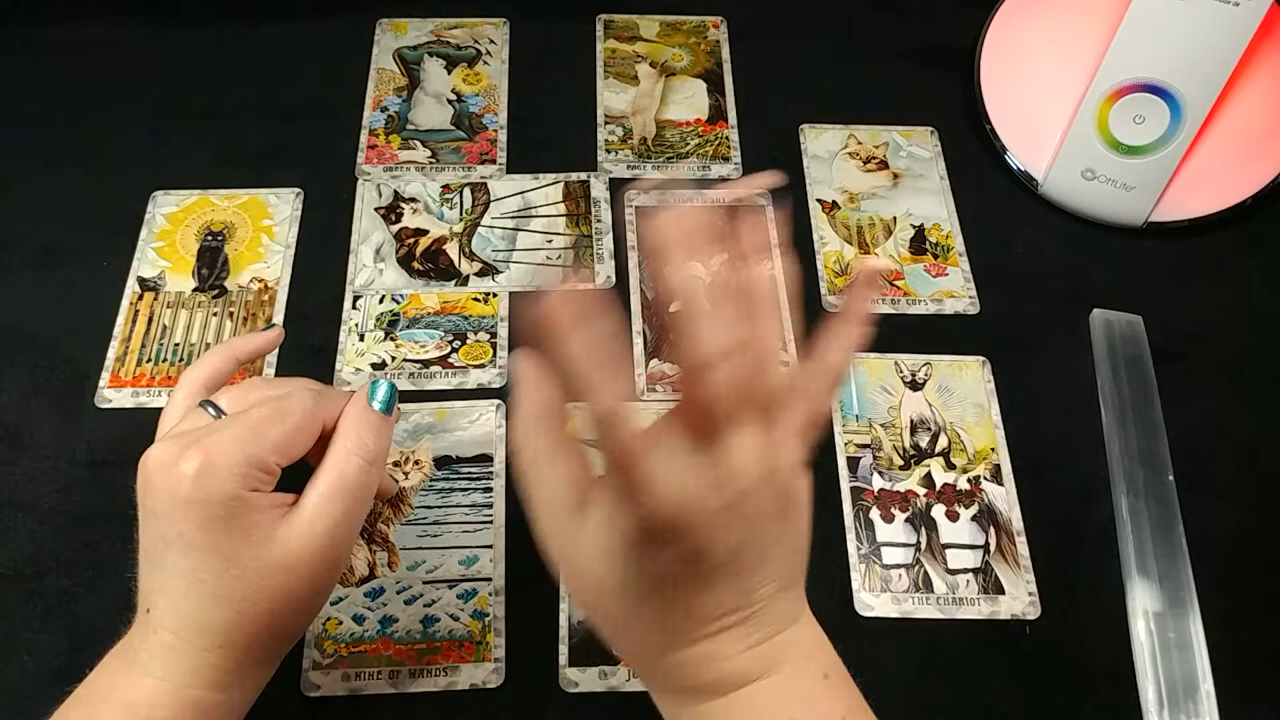 QUEEN OF PENTACLES
PAGE OF PENTACLES
SEVEN OF WANDS
ACE OF CUPS
SIX
THE MAGICIAN
NINE OF WANDS
THE CHARIOT
OttLite